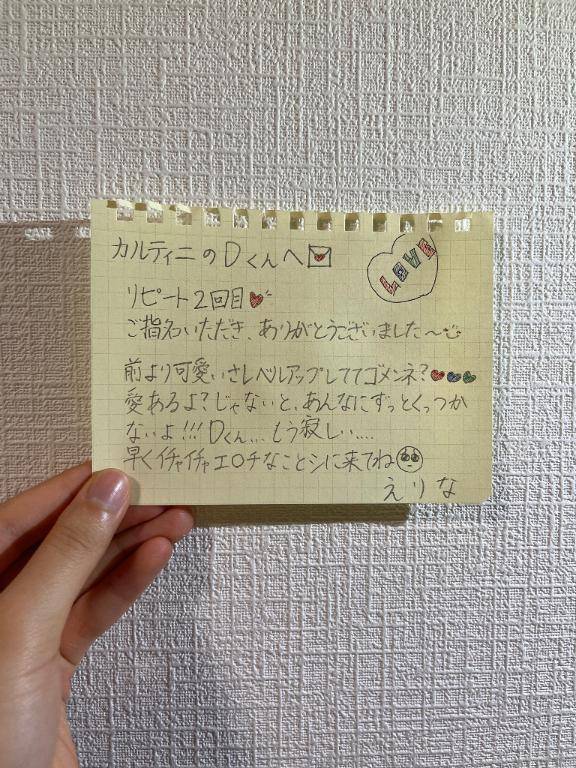 カルティニのDくんへ
LOVE
リピート2回目
ご指名いただき、ありがとうございました〜
前より可愛いさレベルアップしててゴメンネ?
愛あるよ?じゃないと、あんなにずっとくっつか
ないよ!!!Dくん...もう寂しい....
早くイチャイチャエロチなことシに来てね
えりな